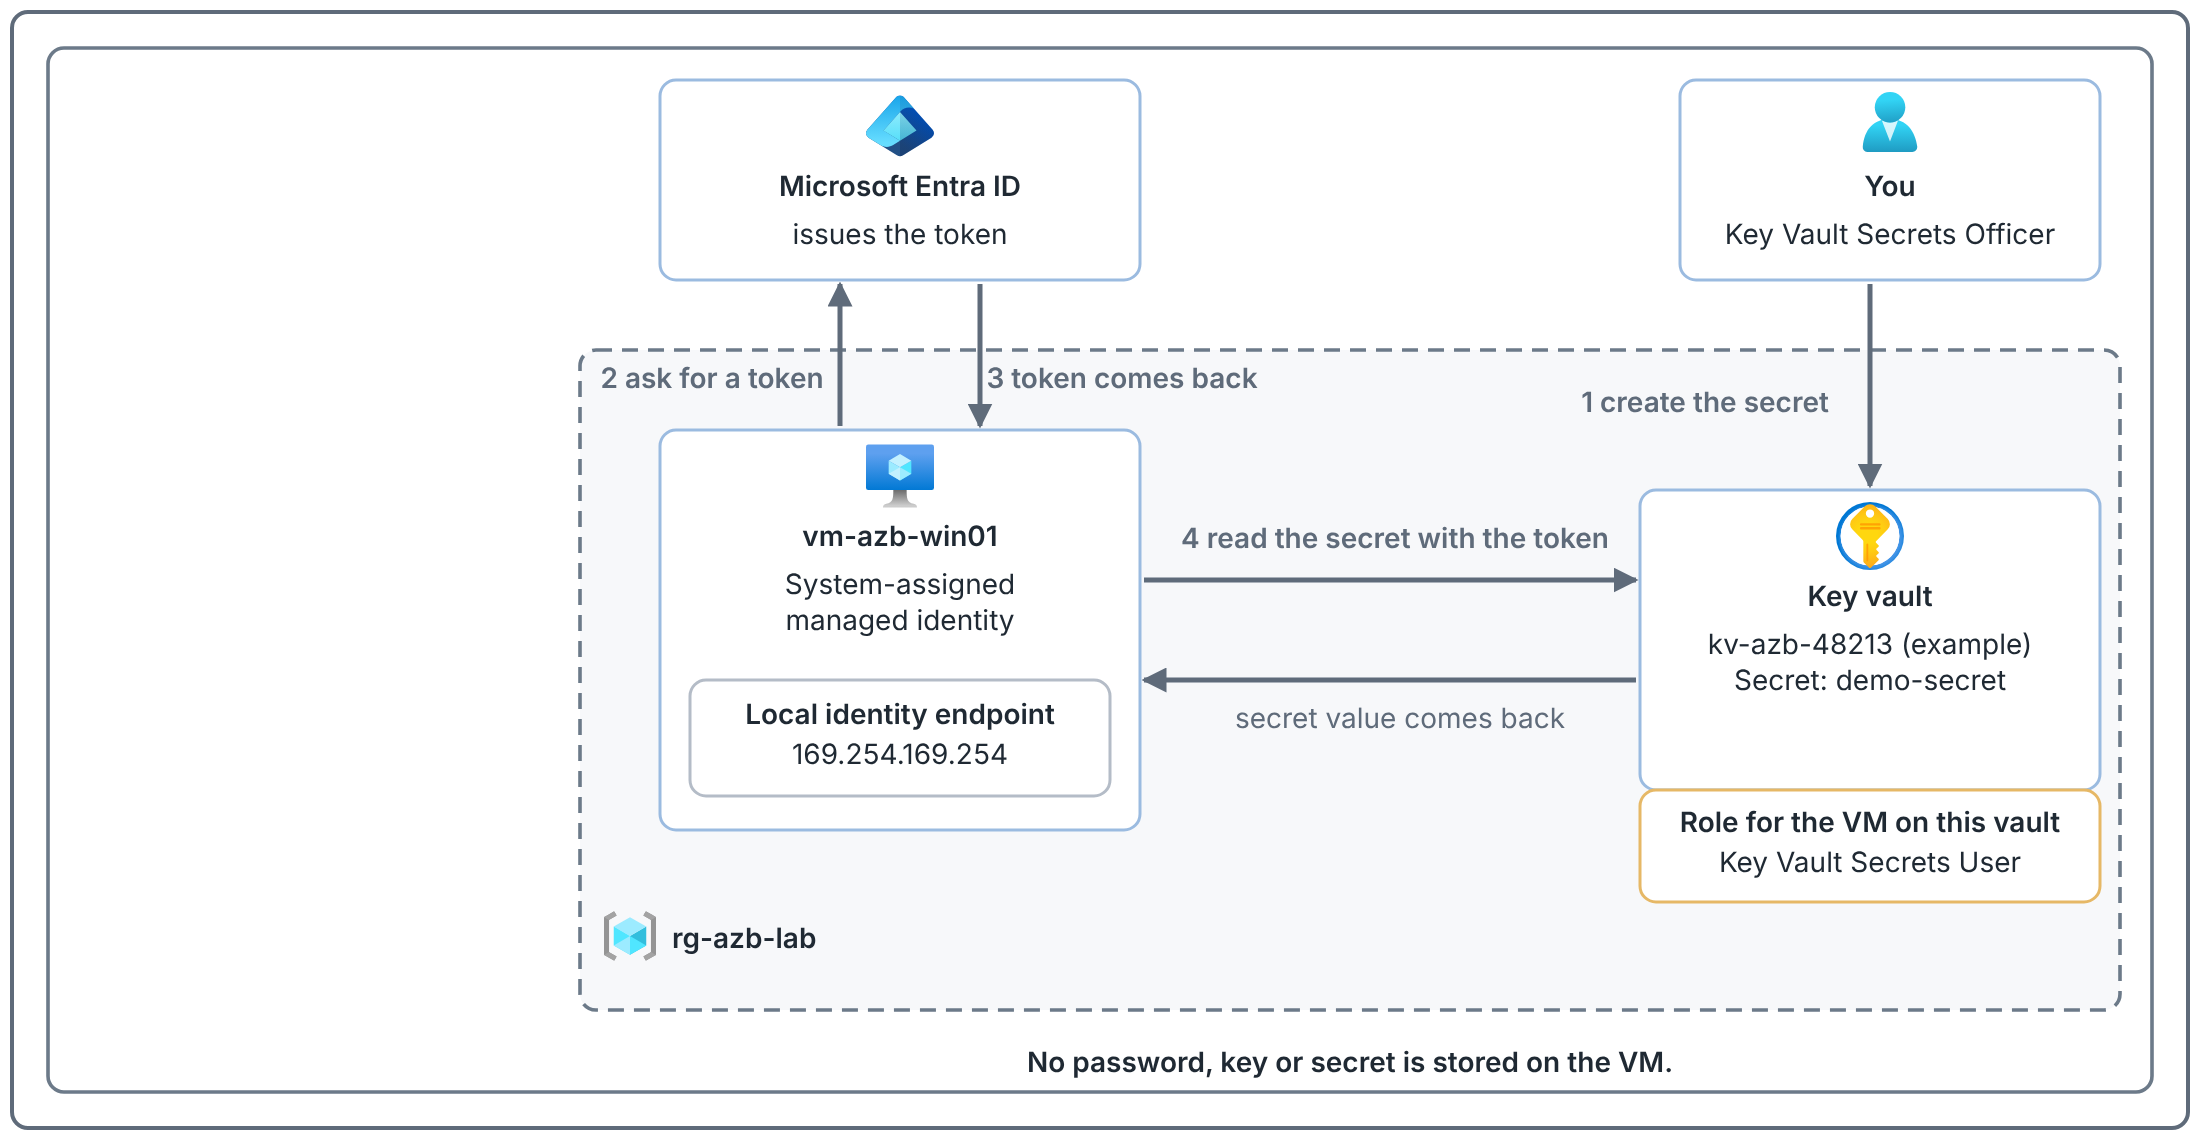 Microsoft Entra ID
issues the token
You
Key Vault Secrets Officer
2 ask for a token
3 token comes back
1 create the secret
vm-azb-win01
System-assigned
managed identity
Local identity endpoint
169.254.169.254
4 read the secret with the token
secret value comes back
Key vault
kv-azb-48213 (example)
Secret: demo-secret
Role for the VM on this vault
Key Vault Secrets User
rg-azb-lab
No password, key or secret is stored on the VM.